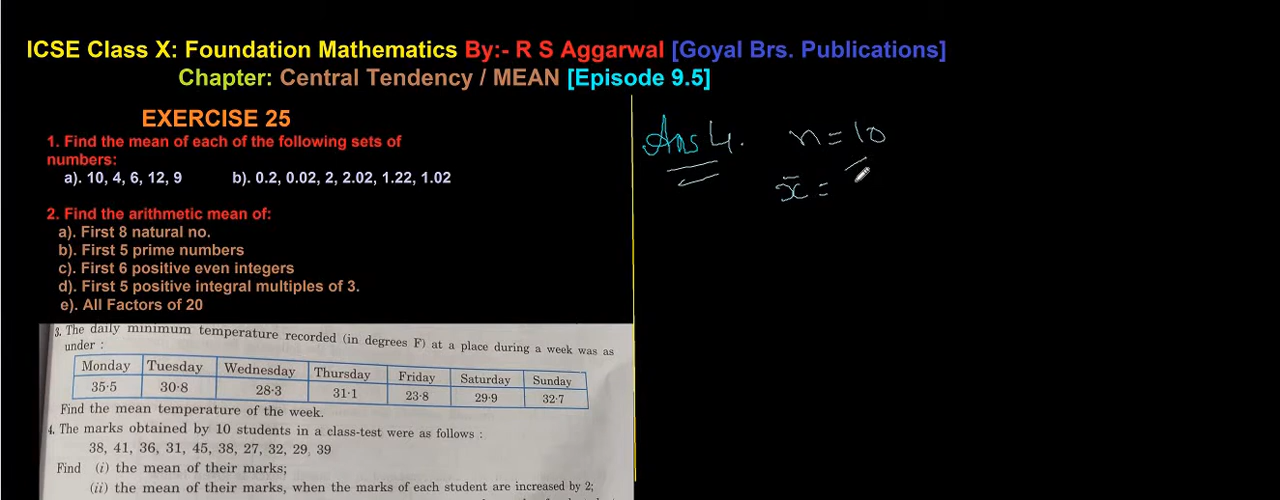 ICSE Class X: Foundation Mathematics By:- R S Aggarwal [Goyal Brs. Publications]
Chapter: Central Tendency / MEAN [Episode 9.5]
EXERCISE 25
1. Find the mean of each of the following sets of
numbers:
a). 10, 4, 6, 12, 9 b). 0.2, 0.02, 2, 2.02, 1.22, 1.02
2. Find the arithmetic mean of:
a). First 8 natural no.
b). First 5 prime numbers
c). First 6 positive even integers
d). First 5 positive integral multiples of 3.
e). All Factors of 20
3. The daily minimum temperature recorded (in degrees F) at a place during a week was as
under :
Monday Tuesday Wednesday Thursday Friday Saturday Sunday
35·5 30·8 28·3 31·1 23·8 29·9 32·7
Find the mean temperature of the week.
4. The marks obtained by 10 students in a class-test were as follows :
38, 41, 36, 31, 45, 38, 27, 32, 29, 39
Find (i) the mean of their marks;
(ii) the mean of their marks, when the marks of each student are increased by 2;
Ans 4. n = 10
x̄ =